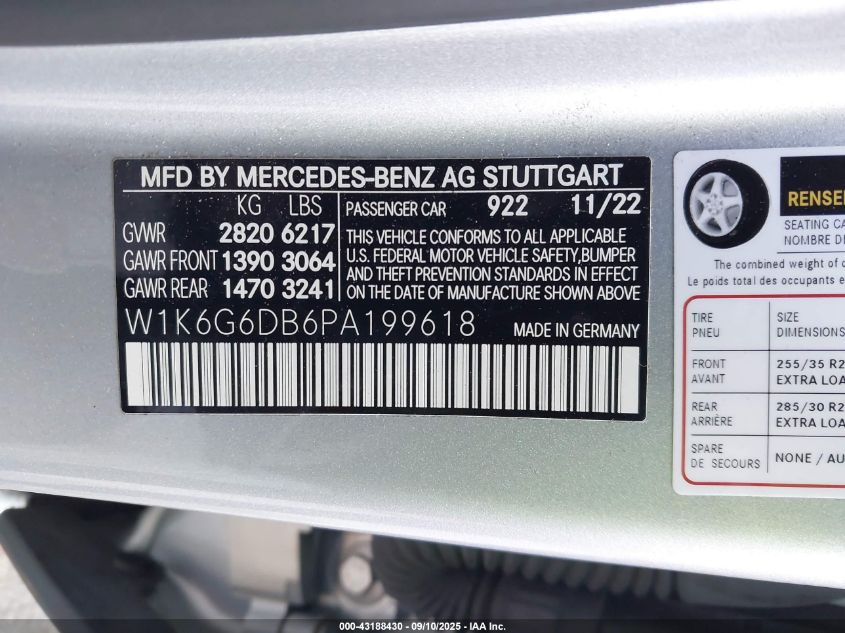 MFD BY MERCEDES-BENZ AG STUTTGART
KG LBS
GVWR 2820 6217
GAWR FRONT 1390 3064
GAWR REAR 1470 3241
PASSENGER CAR 922 11/22
THIS VEHICLE CONFORMS TO ALL APPLICABLE
U.S. FEDERAL MOTOR VEHICLE SAFETY,BUMPER
AND THEFT PREVENTION STANDARDS IN EFFECT
ON THE DATE OF MANUFACTURE SHOWN ABOVE
W1K6G6DB6PA199618 MADE IN GERMANY
RENSE
SEATING CA
NOMBRE DE
The combined weight of o
Le poids total des occupants e
TIRE
PNEU
SIZE
DIMENSIONS
FRONT
AVANT
255/35 R2
EXTRA LOA
REAR
ARRIÈRE
285/30 R2
EXTRA LOA
SPARE
DE SECOURS
NONE / AU
000-43188430 - 09/10/2025 - IAA Inc.